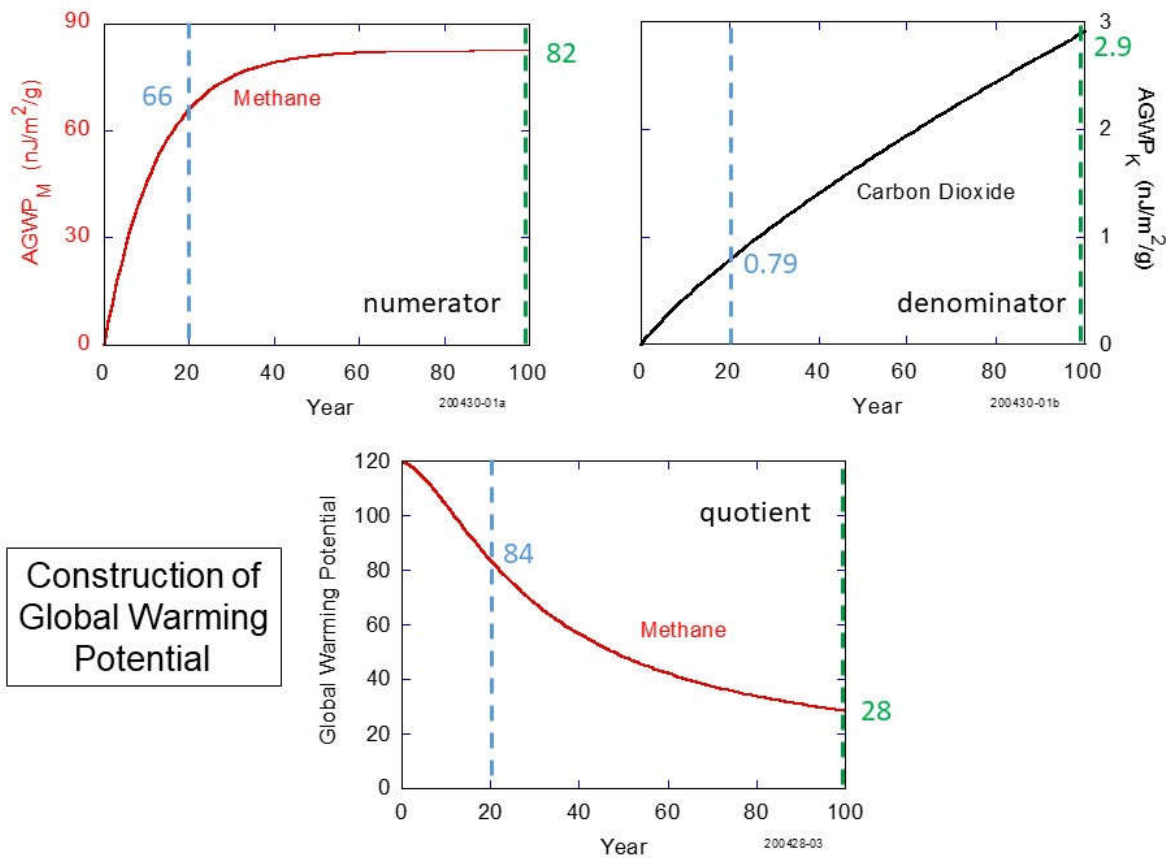 90
60
30
0
AGWP_M (nJ/m²/g)
66
Methane
82
numerator
0 20 40 60 80 100
Year
200430-01a
3
2
1
0
AGWP_K (nJ/m²/g)
2.9
Carbon Dioxide
0.79
denominator
0 20 40 60 80 100
Year
200430-01b
Construction of
Global Warming
Potential
120
100
80
60
40
20
0
Global Warming Potential
quotient
84
Methane
28
0 20 40 60 80 100
Year
200428-03